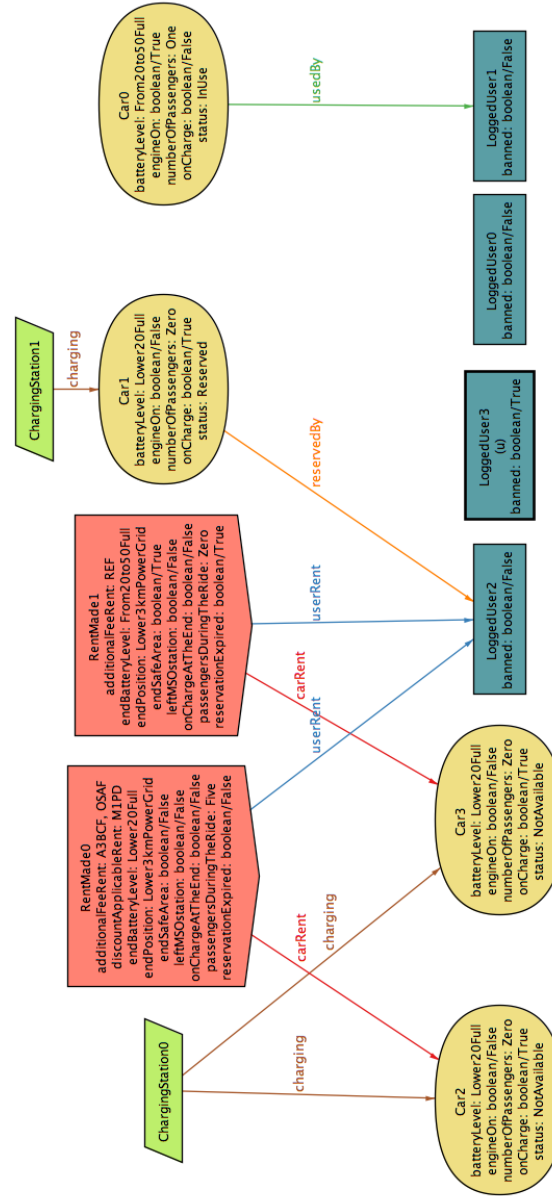 ChargingStation1
charging
Car0
batteryLevel: From20to50Full
engineOn: boolean/True
numberOfPassengers: One
onCharge: boolean/False
status: InUse
Car1
batteryLevel: Lower20Full
engineOn: boolean/False
numberOfPassengers: Zero
onCharge: boolean/True
status: Reserved
RentMade1
additionalFeeRent: REF
endBatteryLevel: From20to50Full
endPosition: Lower3kmPowerGrid
endSafeArea: boolean/True
leftMSOstation: boolean/False
onChargeAtTheEnd: boolean/False
passengersDuringTheRide: Zero
reservationExpired: boolean/True
RentMade0
additionalFeeRent: A3BCF, OSAF
discountApplicableRent: M1PD
endBatteryLevel: Lower20Full
endPosition: Lower3kmPowerGrid
endSafeArea: boolean/False
leftMSOstation: boolean/False
onChargeAtTheEnd: boolean/False
passengersDuringTheRide: Five
reservationExpired: boolean/False
ChargingStation0
charging
carRent
charging
carRent
userRent
userRent
reservedBy
usedBy
Car2
batteryLevel: Lower20Full
engineOn: boolean/False
numberOfPassengers: Zero
onCharge: boolean/True
status: NotAvailable
Car3
batteryLevel: Lower20Full
engineOn: boolean/False
numberOfPassengers: Zero
onCharge: boolean/True
status: NotAvailable
LoggedUser2
banned: boolean/False
LoggedUser3
(u)
banned: boolean/True
LoggedUser0
banned: boolean/False
LoggedUser1
banned: boolean/False